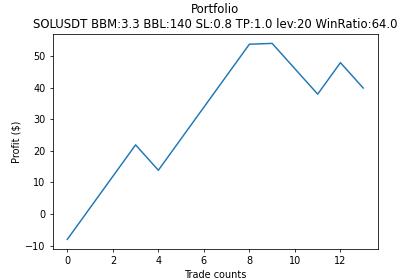 Portfolio
SOLUSDT BBM:3.3 BBL:140 SL:0.8 TP:1.0 lev:20 WinRatio:64.0
50
40
30
20
10
0
−10
0 2 4 6 8 10 12
Profit ($)
Trade counts